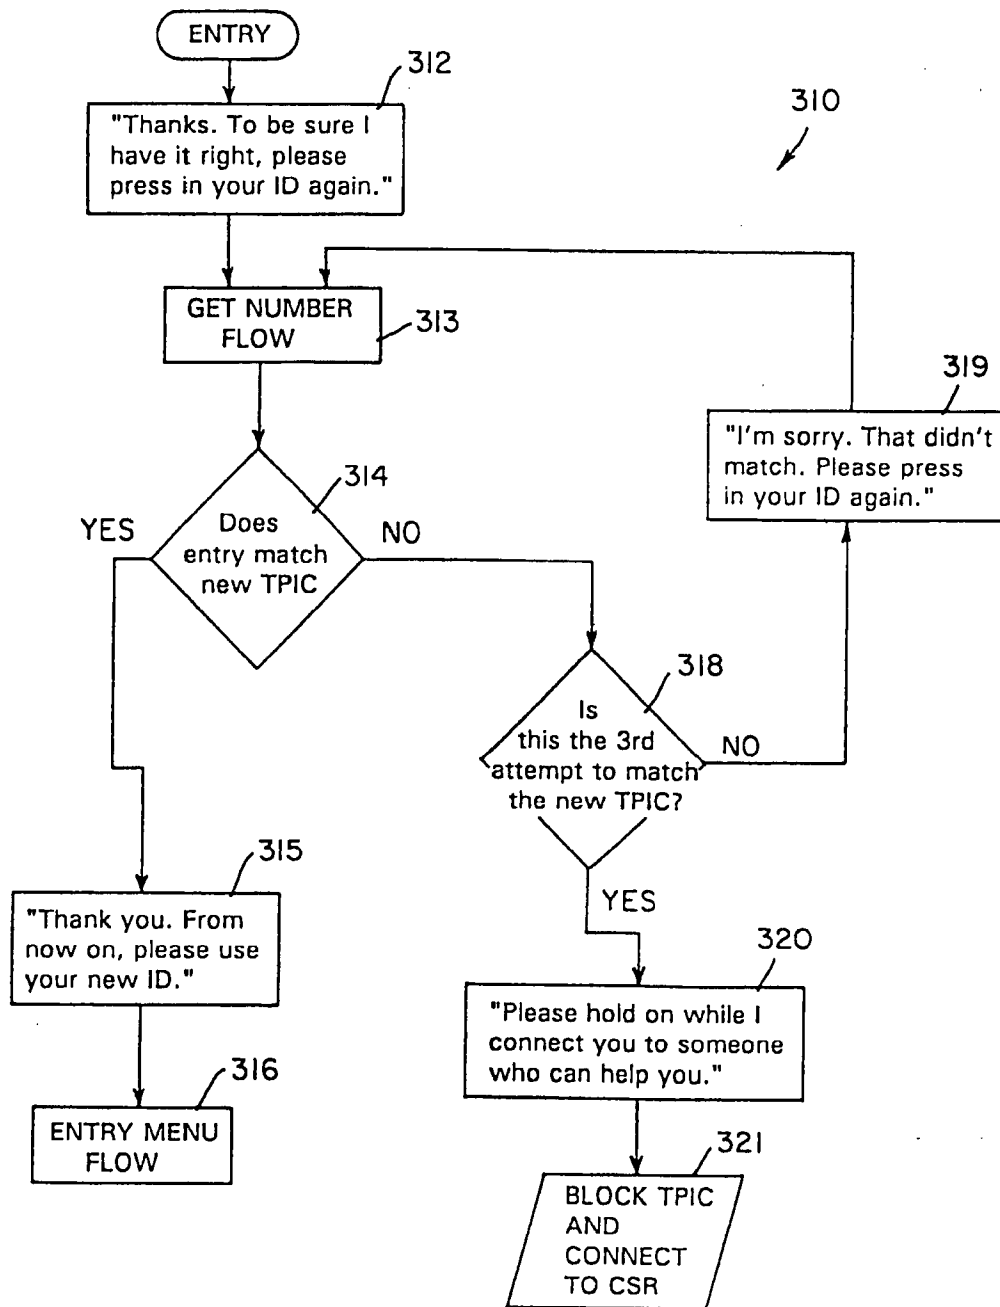 ENTRY
312
310
"Thanks. To be sure I
have it right, please
press in your ID again."
GET NUMBER
FLOW
313
319
"I'm sorry. That didn't
match. Please press
in your ID again."
314
YES
Does
entry match
new TPIC
NO
318
Is
this the 3rd
attempt to match
the new TPIC?
NO
315
"Thank you. From
now on, please use
your new ID."
YES
320
"Please hold on while I
connect you to someone
who can help you."
316
ENTRY MENU
FLOW
321
BLOCK TPIC
AND
CONNECT
TO CSR